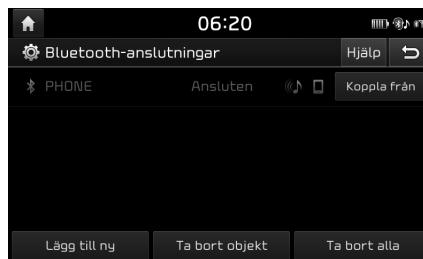 06:20
Bluetooth-anslutningar Hjälp
PHONE Ansluten Koppla från
Lägg till ny Ta bort objekt Ta bort alla